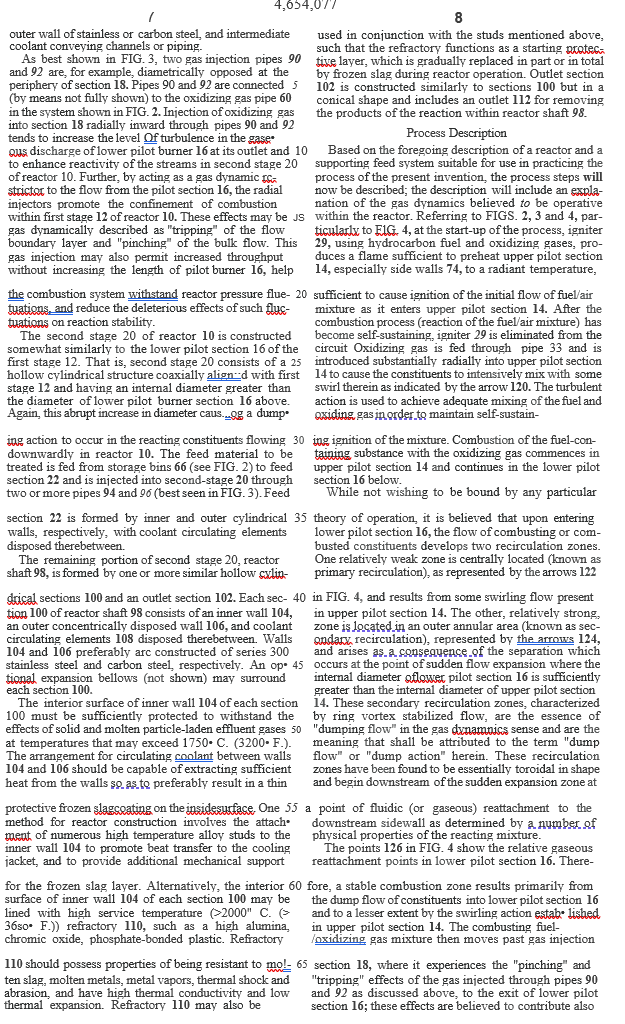 4,654,077
7
8
outer wall of stainless or carbon steel, and intermediate
coolant conveying channels or piping.
As best shown in FIG. 3, two gas injection pipes 90
and 92 are, for example, diametrically opposed at the
periphery of section 18. Pipes 90 and 92 are connected 5
(by means not fully shown) to the oxidizing gas pipe 60
in the system shown in FIG. 2. Injection of oxidizing gas
into section 18 radially inward through pipes 90 and 92
tends to increase the level Of turbulence in the gase•
ous discharge of lower pilot burner 16 at its outlet and 10
to enhance reactivity of the streams in second stage 20
of reactor 10. Further, by acting as a gas dynamic rc-
strictor to the flow from the pilot section 16, the radial
injectors promote the confinement of combustion
within first stage 12 of reactor 10. These effects may be JS
gas dynamically described as "tripping" of the flow
boundary layer and "pinching" of the bulk flow. This
gas injection may also permit increased throughput
without increasing the length of pilot burner 16, help
the combustion system withstand reactor pressure flue- 20
tuations, and reduce the deleterious effects of such fluc-
tuations on reaction stability.
The second stage 20 of reactor 10 is constructed
somewhat similarly to the lower pilot section 16 of the
first stage 12. That is, second stage 20 consists of a 25
hollow cylindrical structure coaxially align::d with first
stage 12 and having an internal diameter greater than
the diameter of lower pilot burner section 16 above.
Again, this abrupt increase in diameter caus...og a dump•
ing action to occur in the reacting constituents flowing 30
downwardly in reactor 10. The feed material to be
treated is fed from storage bins 66 (see FIG. 2) to feed
section 22 and is injected into second-stage 20 through
two or more pipes 94 and 96 (best seen in FIG. 3). Feed
section 22 is formed by inner and outer cylindrical 35
walls, respectively, with coolant circulating elements
disposed therebetween.
The remaining portion of second stage 20, reactor
shaft 98, is formed by one or more similar hollow cylin-
drical sections 100 and an outlet section 102. Each sec- 40
tion 100 of reactor shaft 98 consists of an inner wall 104,
an outer concentrically disposed wall 106, and coolant
circulating elements 108 disposed therebetween. Walls
104 and 106 preferably arc constructed of series 300
stainless steel and carbon steel, respectively. An op• 45
tional expansion bellows (not shown) may surround
each section 100.
The interior surface of inner wall 104 of each section
100 must be sufficiently protected to withstand the
effects of solid and molten particle-laden effluent gases 50
at temperatures that may exceed 1750• C. (3200• F.).
The arrangement for circulating coolant between walls
104 and 106 should be capable of extracting sufficient
heat from the walls so as to preferably result in a thin
protective frozen slagcoating on the insidesurface. One 55
method for reactor construction involves the attach•
ment of numerous high temperature alloy studs to the
inner wall 104 to promote beat transfer to the cooling
jacket, and to provide additional mechanical support
for the frozen slag layer. Alternatively, the interior 60
surface of inner wall 104 of each section 100 may be
lined with high service temperature (>2000" C. (>
36so• F.)) refractory 110, such as a high alumina,
chromic oxide, phosphate-bonded plastic. Refractory
110 should possess properties of being resistant to mo!- 65
ten slag, molten metals, metal vapors, thermal shock and
abrasion, and have high thermal conductivity and low
thermal expansion. Refractory 110 may also be
used in conjunction with the studs mentioned above,
such that the refractory functions as a starting protec-
tive layer, which is gradually replaced in part or in total
by frozen slag during reactor operation. Outlet section
102 is constructed similarly to sections 100 but in a
conical shape and includes an outlet 112 for removing
the products of the reaction within reactor shaft 98.
Process Description
Based on the foregoing description of a reactor and a
supporting feed system suitable for use in practicing the
process of the present invention, the process steps will
now be described; the description will include an expla-
nation of the gas dynamics believed to be operative
within the reactor. Referring to FIGS. 2, 3 and 4, par-
ticularly to FIG. 4, at the start-up of the process, igniter
29, using hydrocarbon fuel and oxidizing gases, pro-
duces a flame sufficient to preheat upper pilot section
14, especially side walls 74, to a radiant temperature,
sufficient to cause ignition of the initial flow of fuel/air
mixture as it enters upper pilot section 14. After the
combustion process (reaction of the fuel/air mixture) has
become self-sustaining, igniter 29 is eliminated from the
circuit Oxidizing gas is fed through pipe 33 and is
introduced substantially radially into upper pilot section
14 to cause the constituents to intensively mix with some
swirl therein as indicated by the arrow 120. The turbulent
action is used to achieve adequate mixing of the fuel and
oxiding gas in order to maintain self-sustain-
ing ignition of the mixture. Combustion of the fuel-con-
taining substance with the oxidizing gas commences in
upper pilot section 14 and continues in the lower pilot
section 16 below.
While not wishing to be bound by any particular
theory of operation, it is believed that upon entering
lower pilot section 16, the flow of combusting or com-
busted constituents develops two recirculation zones.
One relatively weak zone is centrally located (known as
primary recirculation), as represented by the arrows 122
in FIG. 4, and results from some swirling flow present
in upper pilot section 14. The other, relatively strong,
zone is located in an outer annular area (known as sec-
ondary recirculation), represented by the arrows 124,
and arises as a consequence of the separation which
occurs at the point of sudden flow expansion where the
internal diameter oflower pilot section 16 is sufficiently
greater than the internal diameter of upper pilot section
14. These secondary recirculation zones, characterized
by ring vortex stabilized flow, are the essence of
"dumping flow" in the gas dynamnics sense and are the
meaning that shall be attributed to the term "dump
flow" or "dump action" herein. These recirculation
zones have been found to be essentially toroidal in shape
and begin downstream of the sudden expansion zone at
a point of fluidic (or gaseous) reattachment to the
downstream sidewall as determined by a number of
physical properties of the reacting mixture.
The points 126 in FIG. 4 show the relative gaseous
reattachment points in lower pilot section 16. There-
fore, a stable combustion zone results primarily from
the dump flow of constituents into lower pilot section 16
and to a lesser extent by the swirling action estab• lished
in upper pilot section 14. The combusting fuel-
/oxidizing gas mixture then moves past gas injection
section 18, where it experiences the "pinching" and
"tripping" effects of the gas injected through pipes 90
and 92 as discussed above, to the exit of lower pilot
section 16; these effects are believed to contribute also